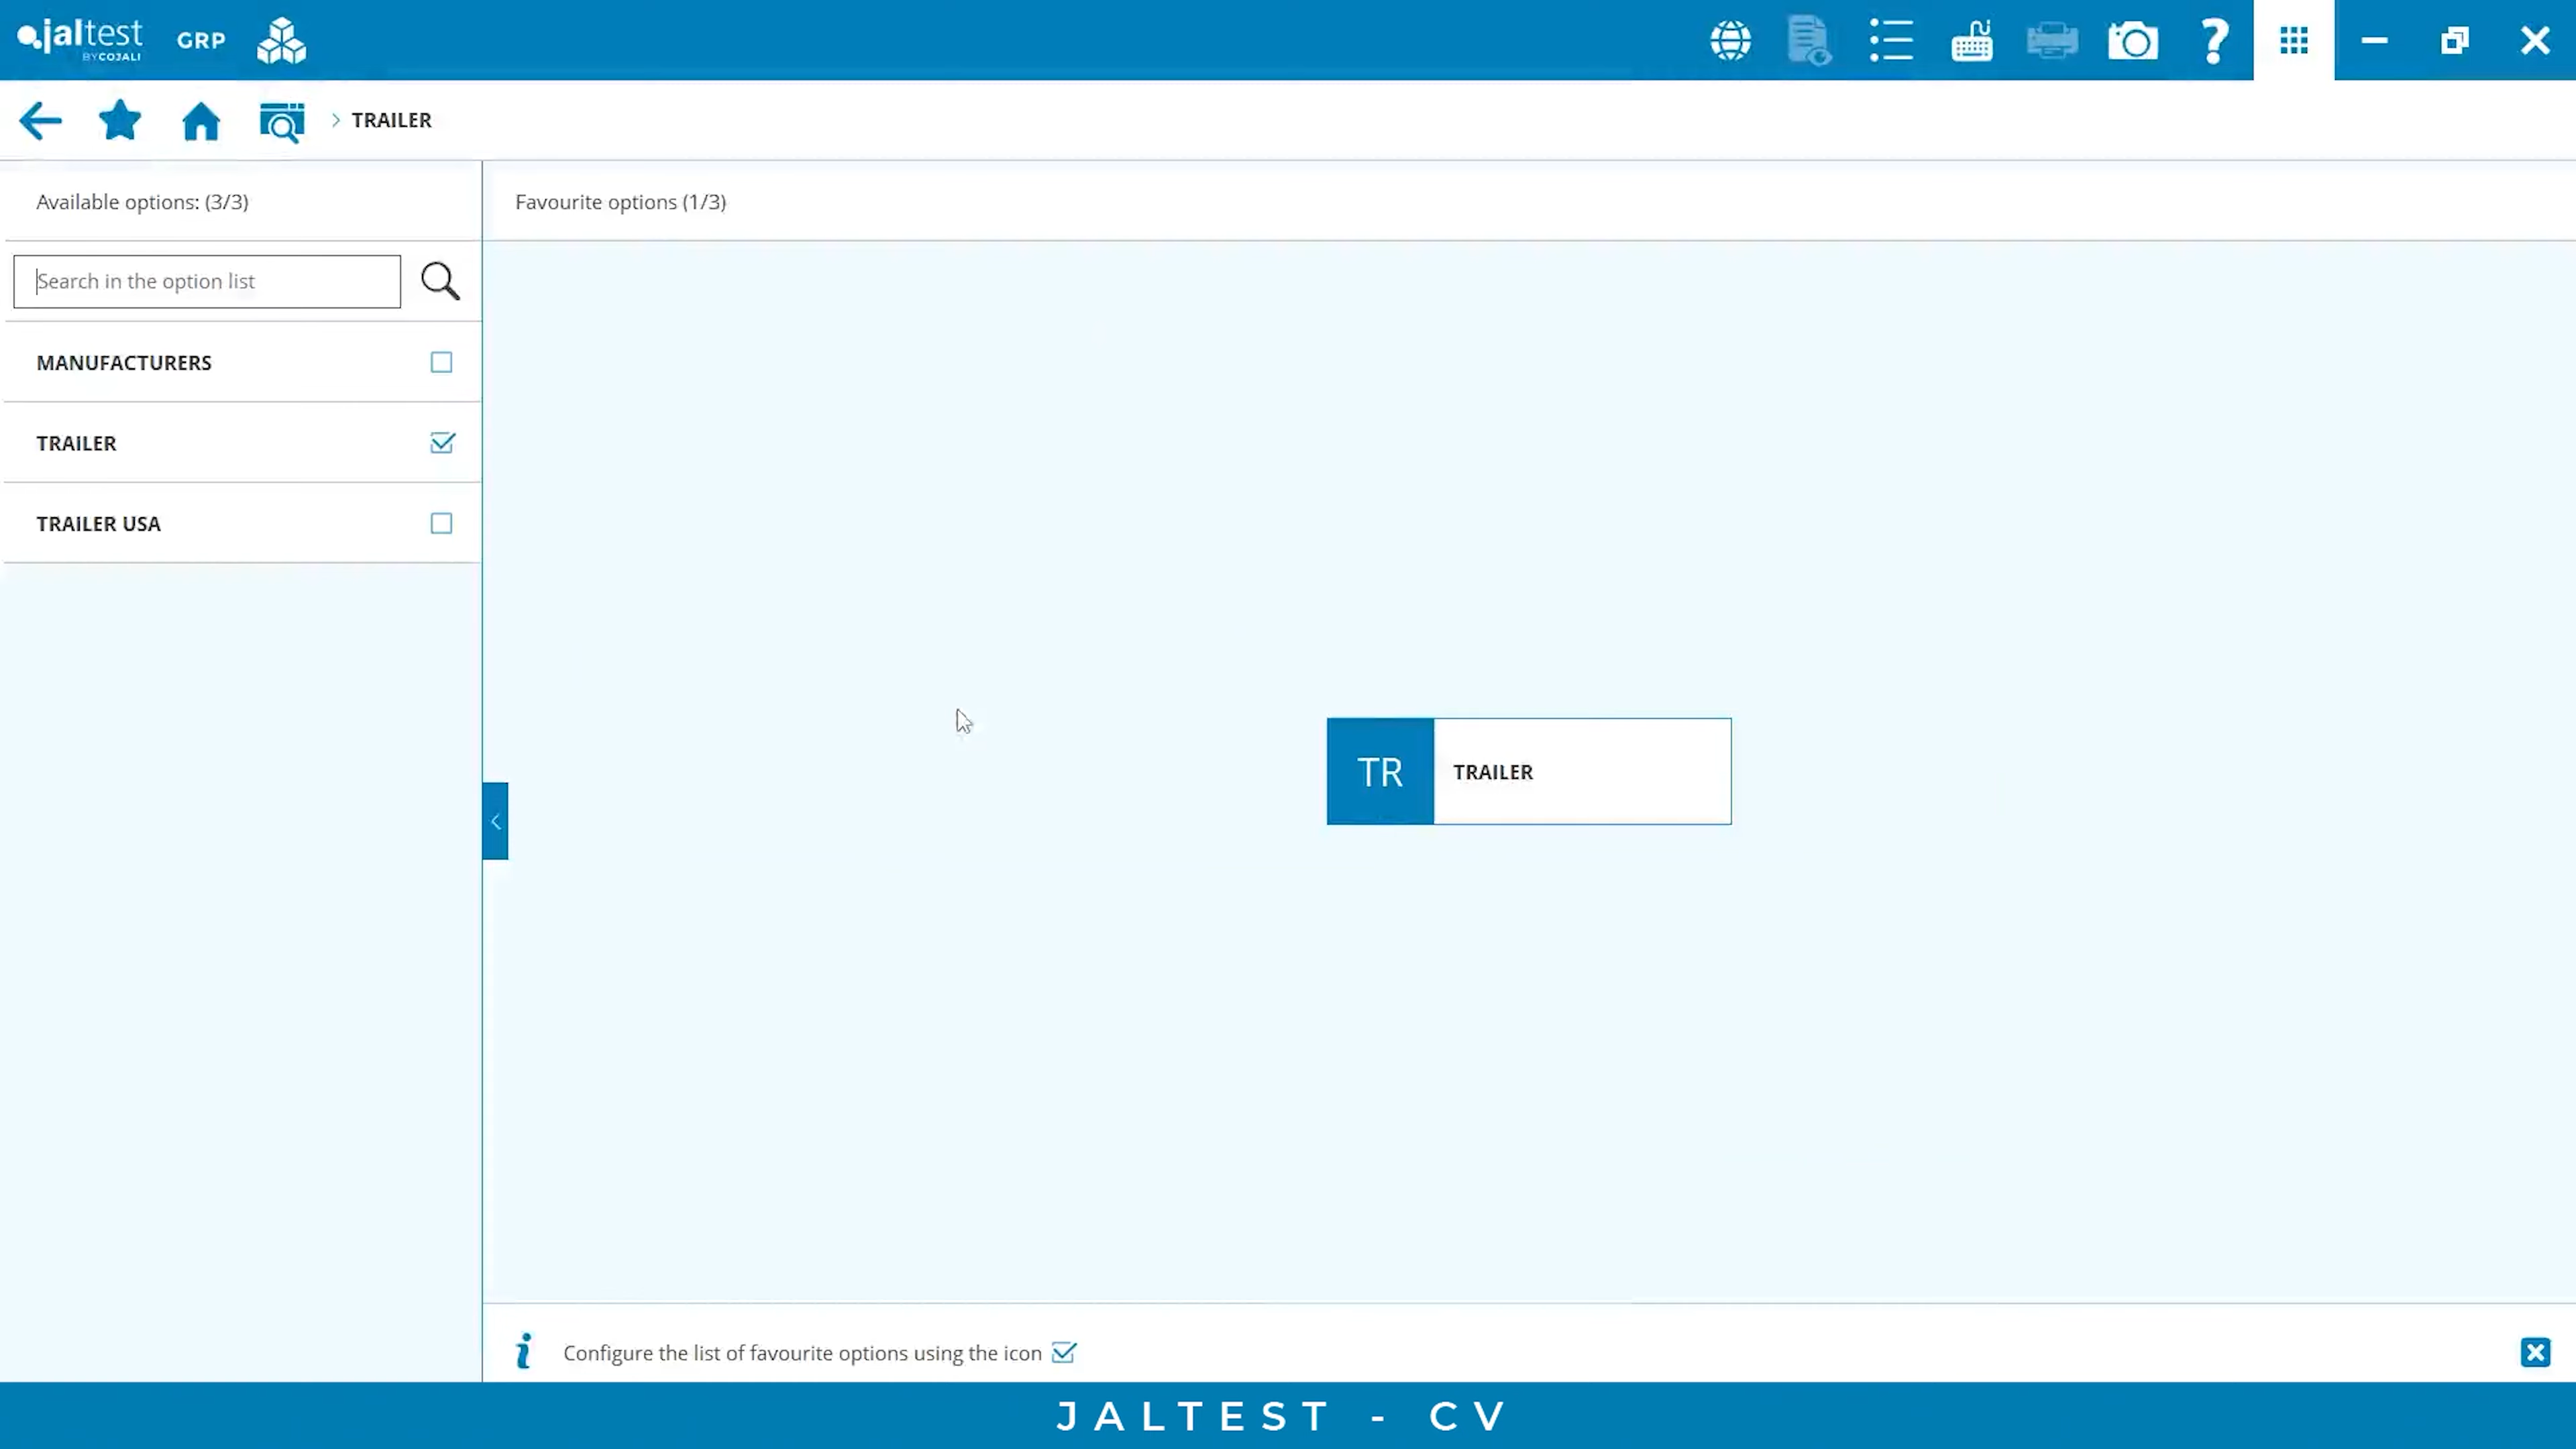 jaltest
BY COJALI
GRP
> TRAILER
Available options: (3/3)
Favourite options (1/3)
Search in the option list
MANUFACTURERS
TRAILER
TRAILER USA
TR TRAILER
Configure the list of favourite options using the icon
JALTEST - CV